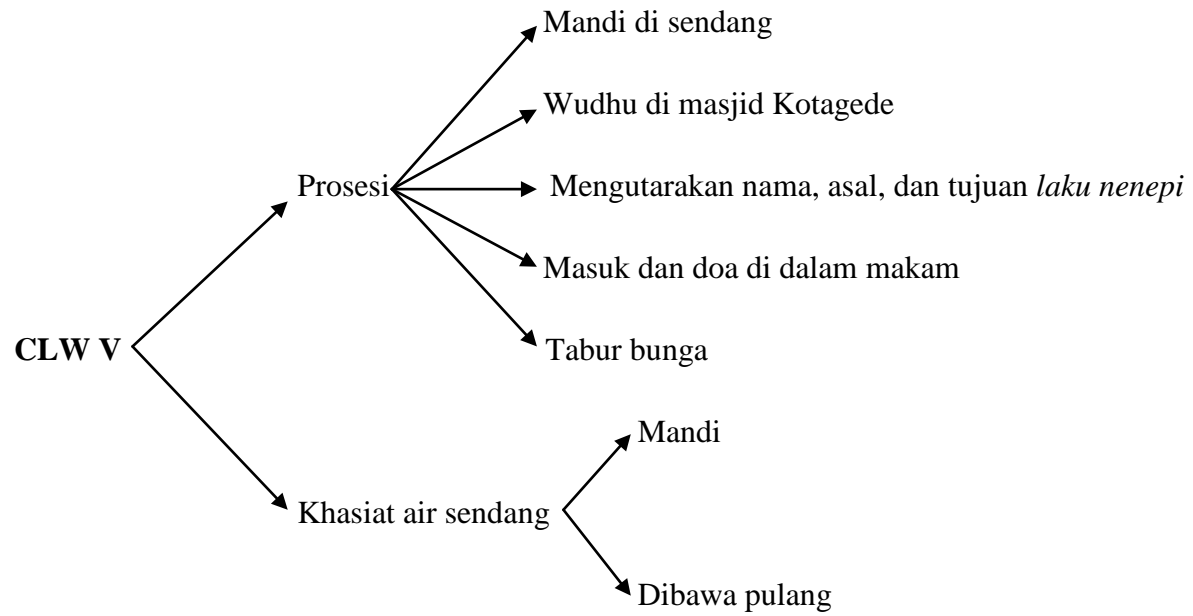 Mandi di sendang
Wudhu di masjid Kotagede
Prosesi
Mengutarakan nama, asal, dan tujuan laku nenepi
Masuk dan doa di dalam makam
CLW V
Tabur bunga
Mandi
Khasiat air sendang
Dibawa pulang